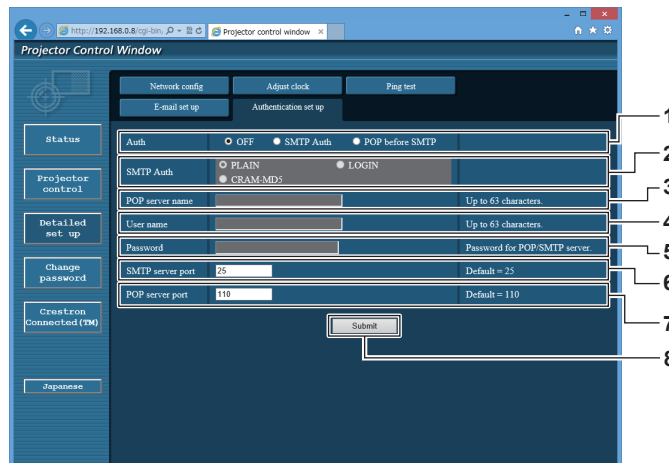 http://192.168.0.8/cgi-bin,
Projector control window
Projector Control Window
Network config
Adjust clock
Ping test
E-mail set up
Authentication set up
Status
Projector control
Detailed set up
Change password
Crestron Connected(TM)
Japanese
Auth OFF SMTP Auth POP before SMTP
SMTP Auth PLAIN LOGIN
CRAM-MD5
POP server name Up to 63 characters.
User name Up to 63 characters.
Password Password for POP/SMTP server.
SMTP server port 25 Default = 25
POP server port 110 Default = 110
Submit
1
2
3
4
5
6
7
8